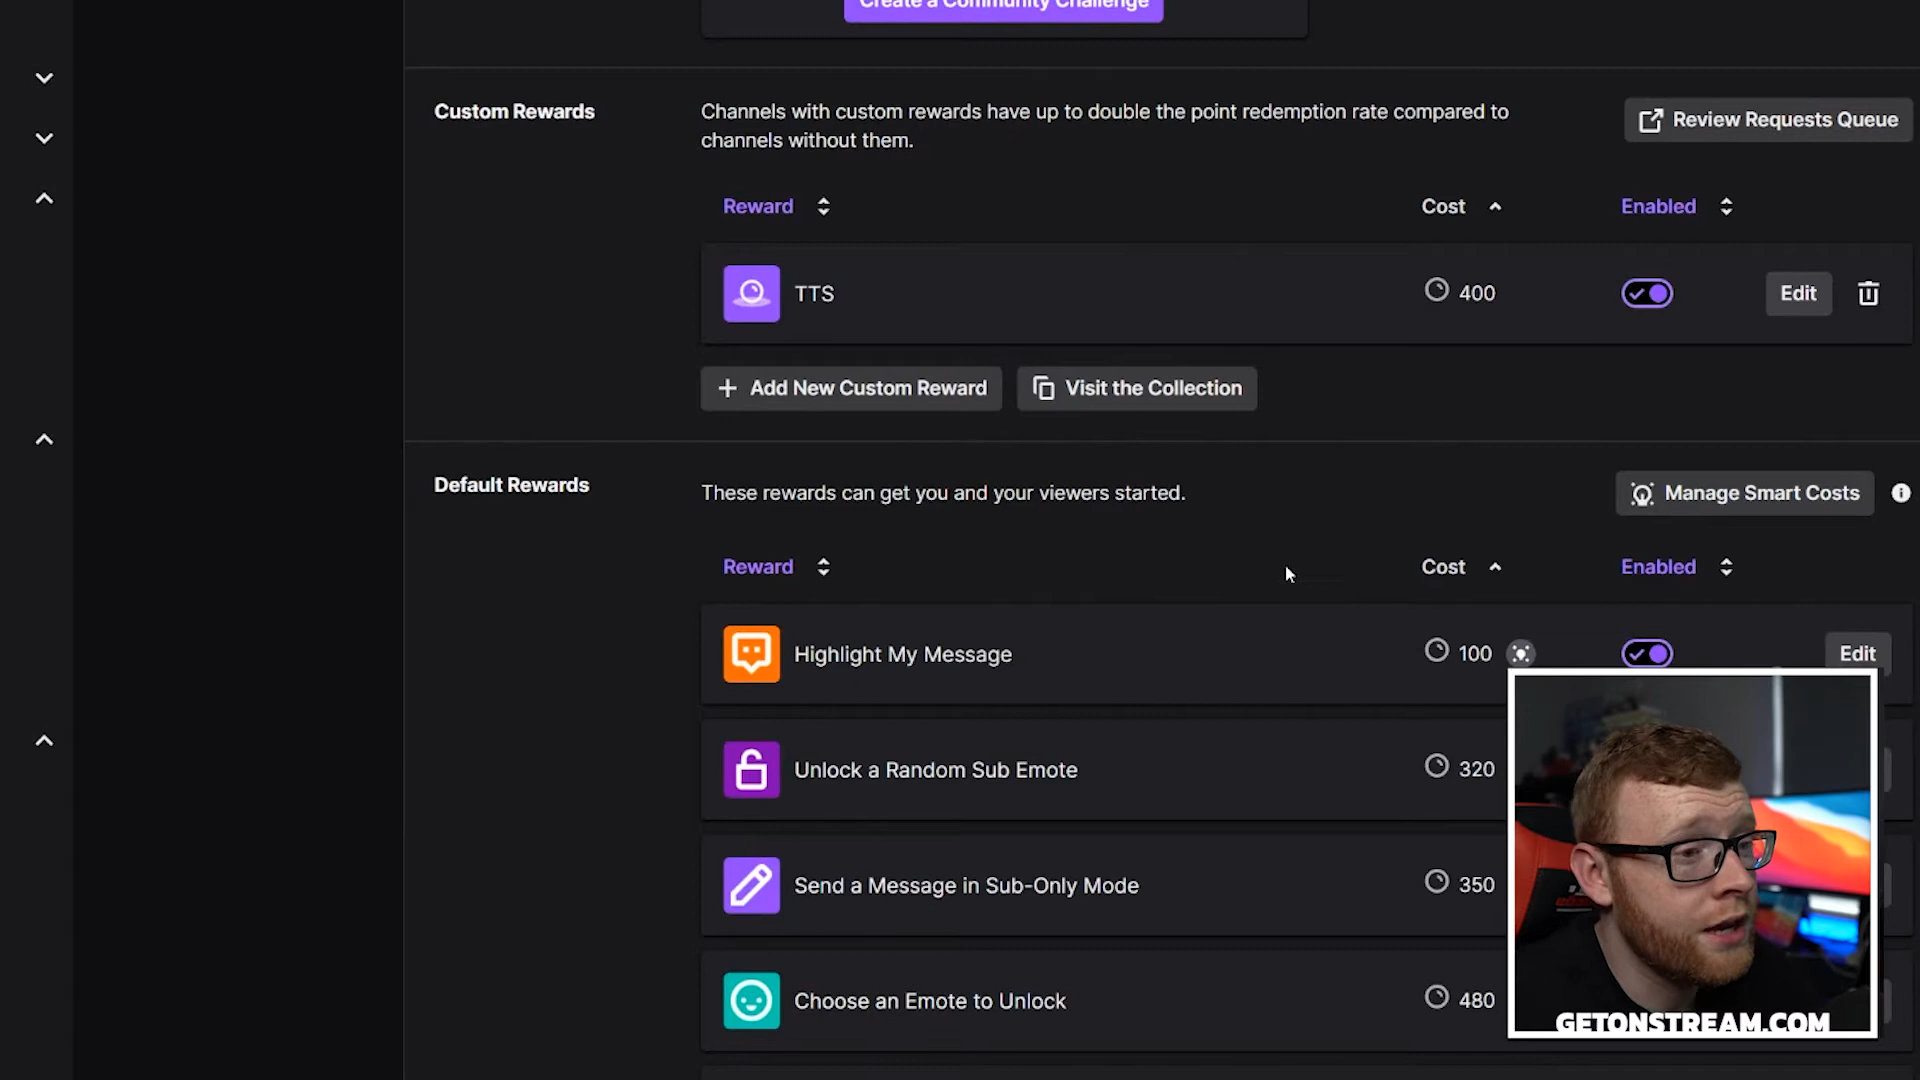 Create a Community Challenge
Custom Rewards
Channels with custom rewards have up to double the point redemption rate compared to
channels without them.
Review Requests Queue
Reward
Cost
Enabled
TTS
400
Edit
Add New Custom Reward
Visit the Collection
Default Rewards
These rewards can get you and your viewers started.
Manage Smart Costs
Reward
Cost
Enabled
Highlight My Message
100
Edit
Unlock a Random Sub Emote
320
Send a Message in Sub-Only Mode
350
Choose an Emote to Unlock
480
GETONSTREAM.COM